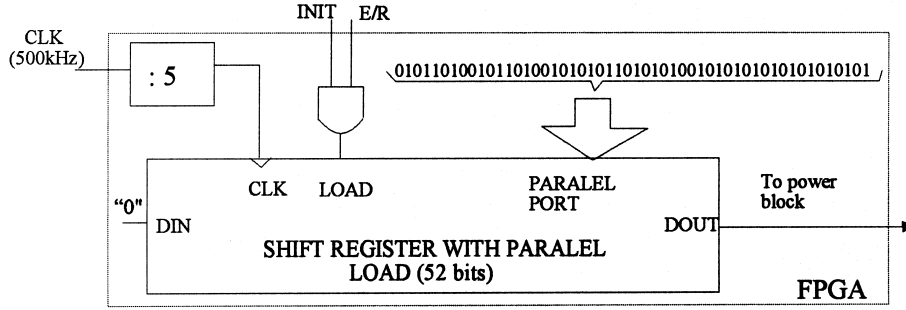 INIT E/R
CLK
(500kHz)
: 5
0101101001011010010101011010101001010101010101010101
CLK LOAD
PARALEL
PORT
To power
block
“0"
DIN
DOUT
SHIFT REGISTER WITH PARALEL
LOAD (52 bits)
FPGA